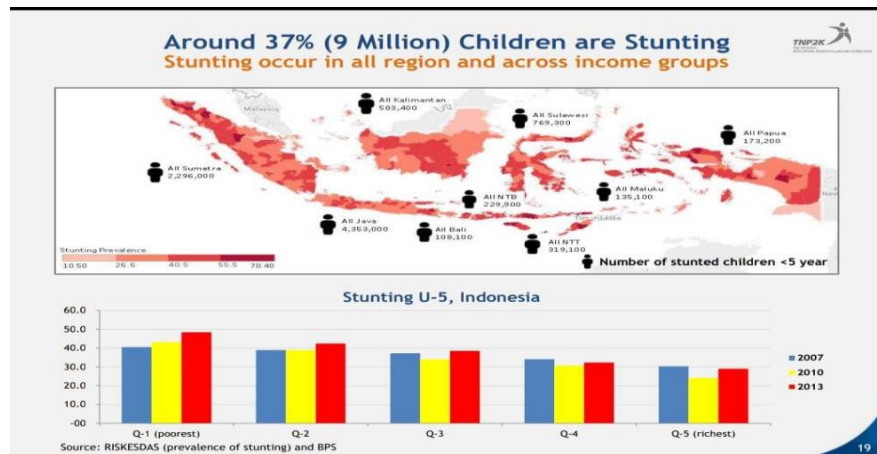 Around 37% (9 Million) Children are Stunting
Stunting occur in all region and across income groups
TNP2K
Malaysia
All Kalimantan
583,400
All Sulawesi
769,300
All Papua
173,200
All Sumatra
2,296,000
All NTB
229,900
All Maluku
135,100
All Java
4,353,000
All Bali
108,100
Timor-Leste
All NTT
319,100
Stunting Prevalence
10.50 25.5 40.5 55.5 70.40
Number of stunted children <5 year
Stunting U-5, Indonesia
60.0
50.0
40.0
30.0
20.0
10.0
-00
Q-1 (poorest) Q-2 Q-3 Q-4 Q-5 (richest)
2007
2010
2013
Source: RISKESDAS (prevalence of stunting) and BPS
19